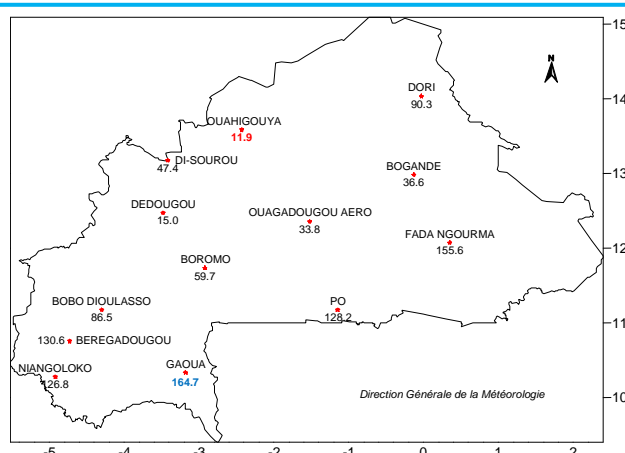 15
N
DORI
14
90.3
OUAHIGOUYA
11.9
DI-SOUROU
47.4
BOGANDE
36.6
13
DEDOUGOU
15.0
OUAGADOUGOU AERO
33.8
FADA NGOURMA
155.6
12
BOROMO
59.7
BOBO DIOULASSO
86.5
PO
128.2
11
130.6 BEREGADOUGOU
NIANGOLOKO
126.8
GAOUA
164.7
Direction Générale de la Météorologie
10
-5 -4 -3 -2 -1 0 1 2